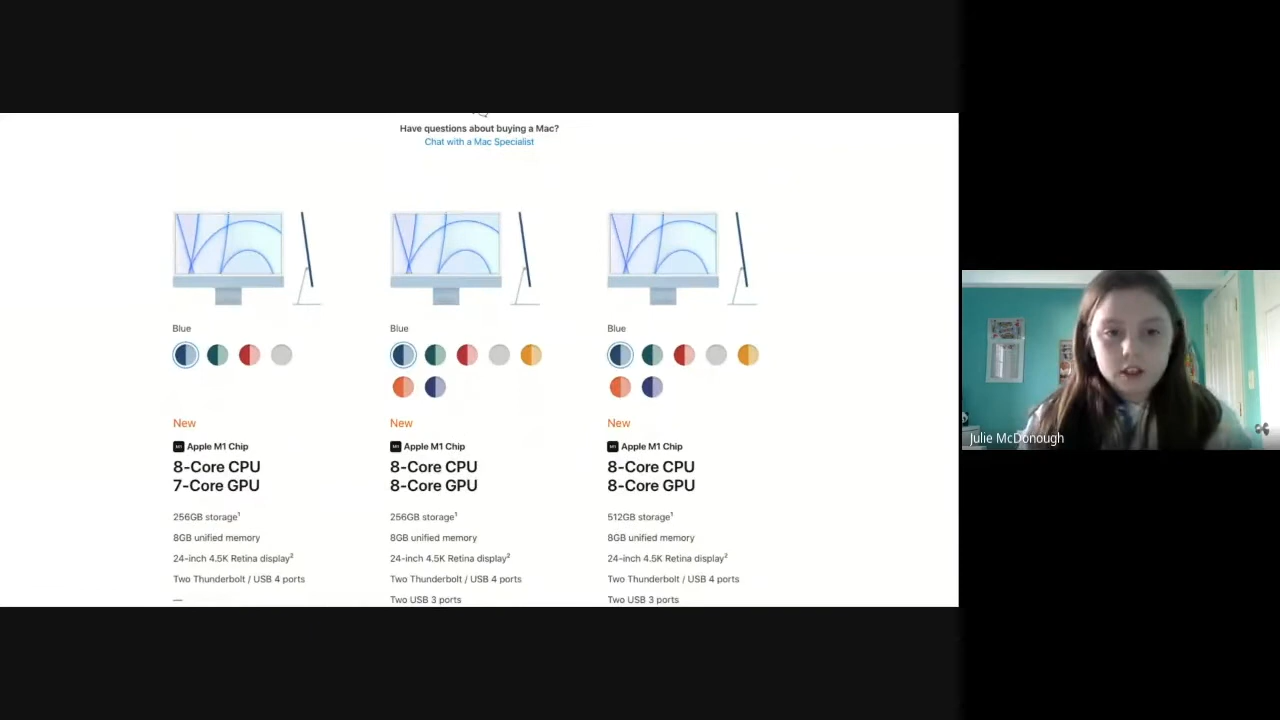 Have questions about buying a Mac?
Chat with a Mac Specialist
Blue
New
Apple M1 Chip
8-Core CPU
7-Core GPU
256GB storage¹
8GB unified memory
24-inch 4.5K Retina display²
Two Thunderbolt / USB 4 ports
—
Blue
New
Apple M1 Chip
8-Core CPU
8-Core GPU
256GB storage¹
8GB unified memory
24-inch 4.5K Retina display²
Two Thunderbolt / USB 4 ports
Two USB 3 ports
Blue
New
Apple M1 Chip
8-Core CPU
8-Core GPU
512GB storage¹
8GB unified memory
24-inch 4.5K Retina display²
Two Thunderbolt / USB 4 ports
Two USB 3 ports
Julie McDonough